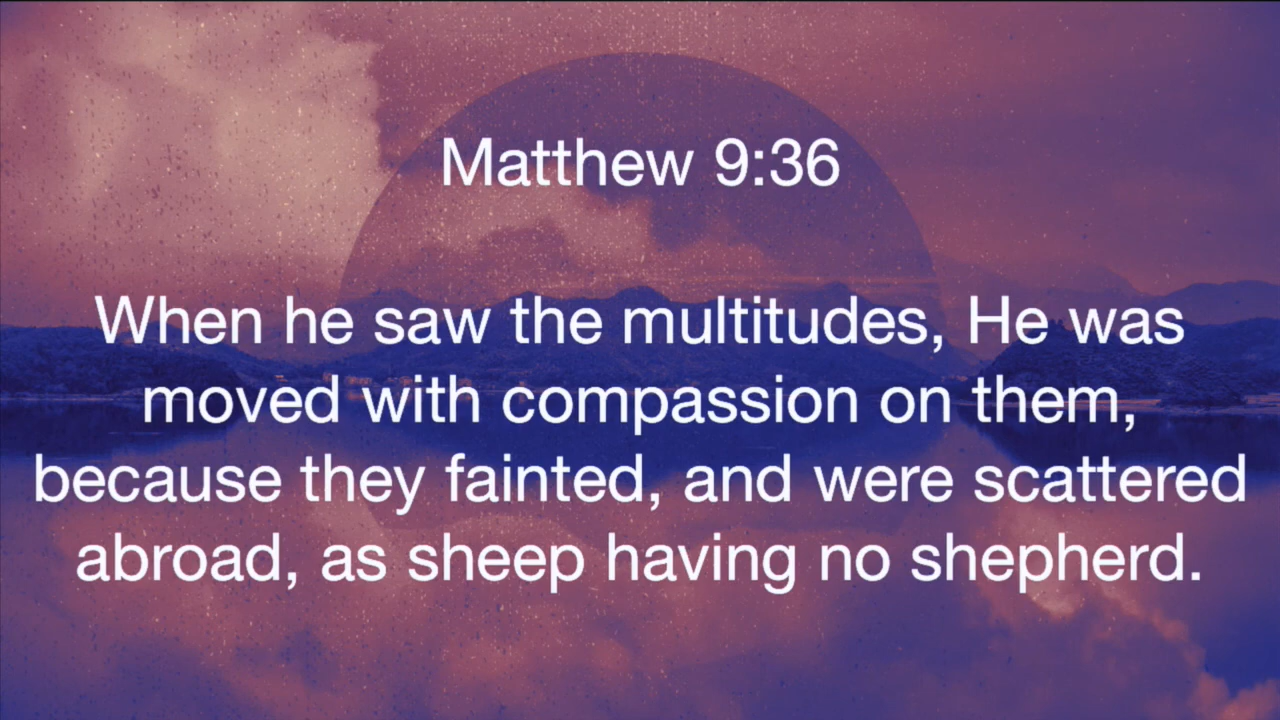 Matthew 9:36
When he saw the multitudes, He was
moved with compassion on them,
because they fainted, and were scattered
abroad, as sheep having no shepherd.